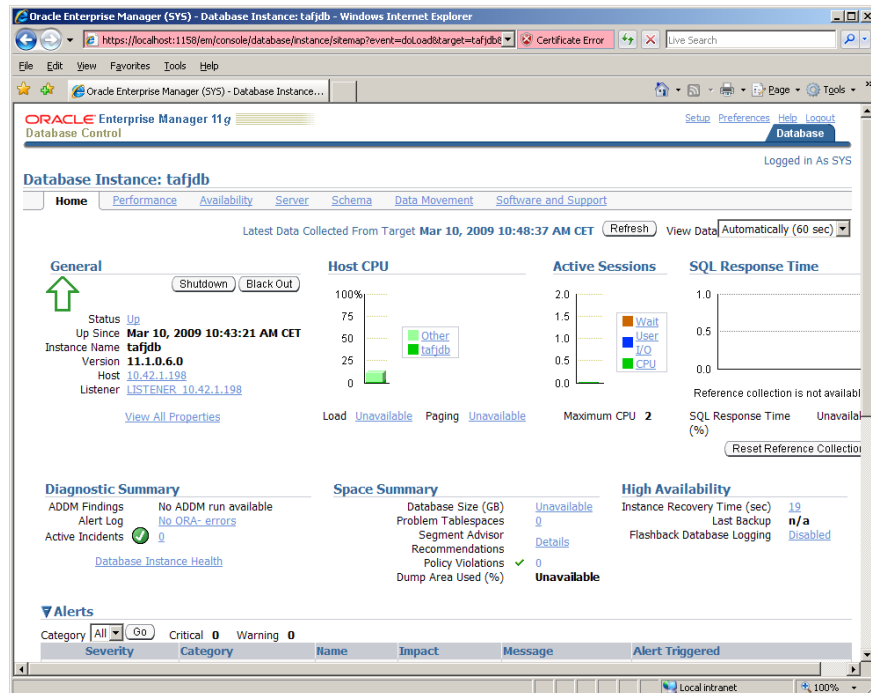 Oracle Enterprise Manager (SYS) - Database Instance: tafjdb - Windows Internet Explorer
https://localhost:1158/em/console/database/instance/sitemap?event=doLoad&target=tafjdb& Certificate Error Live Search
File Edit View Favorites Tools Help
Oracle Enterprise Manager (SYS) - Database Instance... Page Tools
ORACLE Enterprise Manager 11g Setup Preferences Help Logout
Database Control Database
Logged in As SYS
Database Instance: tafjdb
Home Performance Availability Server Schema Data Movement Software and Support
Latest Data Collected From Target Mar 10, 2009 10:48:37 AM CET Refresh View Data Automatically (60 sec)
General Host CPU Active Sessions SQL Response Time
Shutdown Black Out
100% 2.0 1.0
75 1.5
Status Up
Wait
Up Since Mar 10, 2009 10:43:21 AM CET
50 Other 1.0 User 0.5
Instance Name tafjdb
tafjdb I/O
Version 11.1.0.6.0
25 0.5 CPU
Host 10.42.1.198
0 0.0 0.0
Listener LISTENER_10.42.1.198
Reference collection is not availabl
View All Properties
Load Unavailable Paging Unavailable Maximum CPU 2 SQL Response Time Unavaila
(%)
Reset Reference Collection
Diagnostic Summary Space Summary High Availability
ADDM Findings No ADDM run available Database Size (GB) Unavailable Instance Recovery Time (sec) 19
Alert Log No ORA- errors Problem Tablespaces 0 Last Backup n/a
Active Incidents 0 Segment Advisor Flashback Database Logging Disabled
Recommendations Details
Database Instance Health Policy Violations 0
Dump Area Used (%) Unavailable
Alerts
Category All Go Critical 0 Warning 0
Severity Category Name Impact Message Alert Triggered
Local intranet 100%